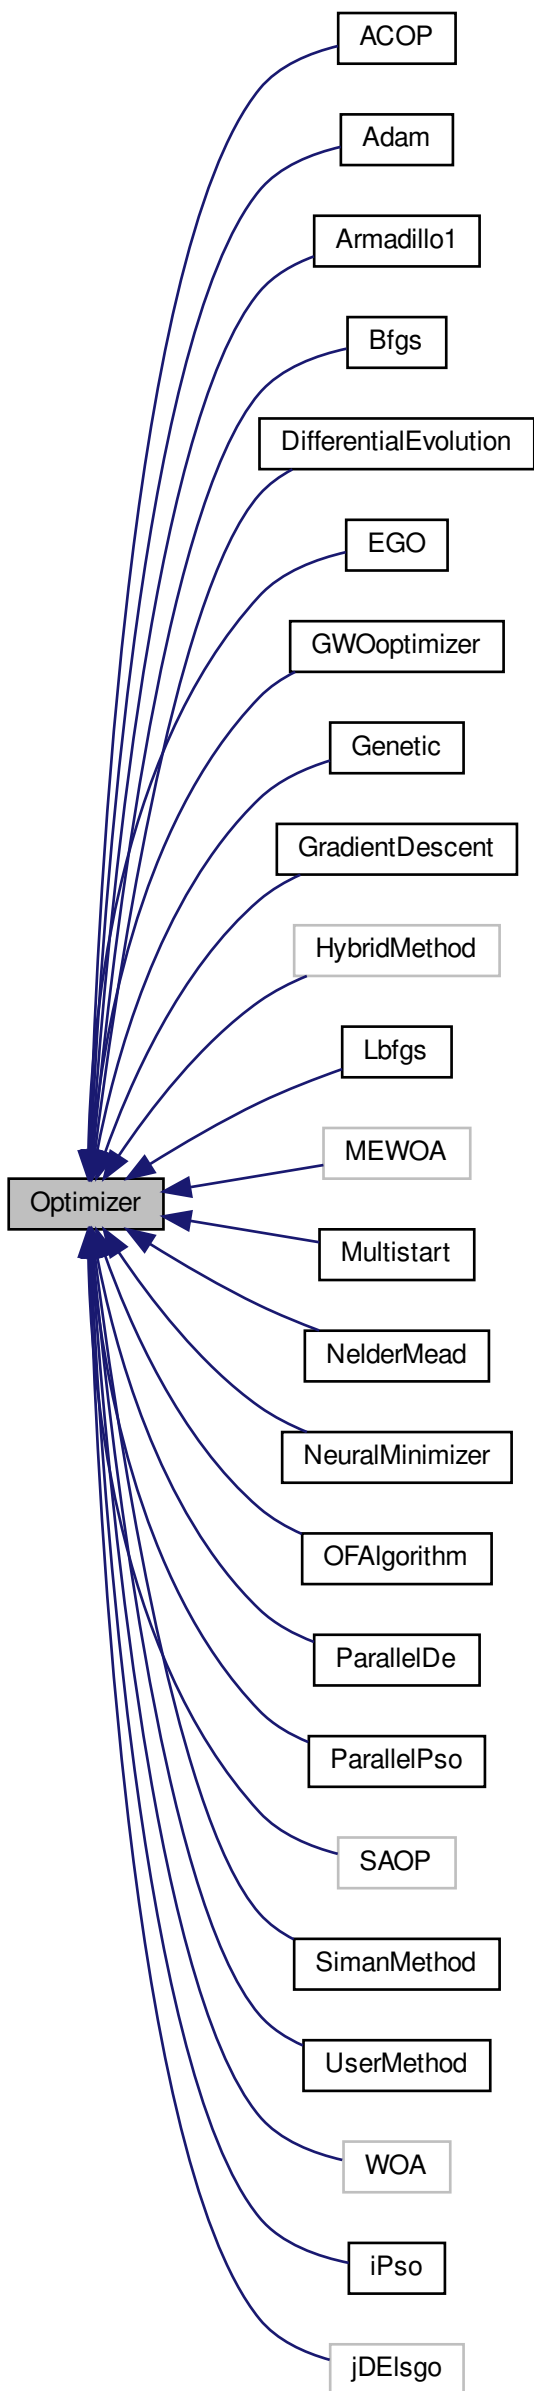 ACOP
Adam
Armadillo1
Bfgs
DifferentialEvolution
EGO
GWOoptimizer
Genetic
GradientDescent
HybridMethod
Lbfgs
MEWOA
Optimizer
Multistart
NelderMead
NeuralMinimizer
OFAlgorithm
ParallelDe
ParallelPso
SAOP
SimanMethod
UserMethod
WOA
iPso
jDElsgo